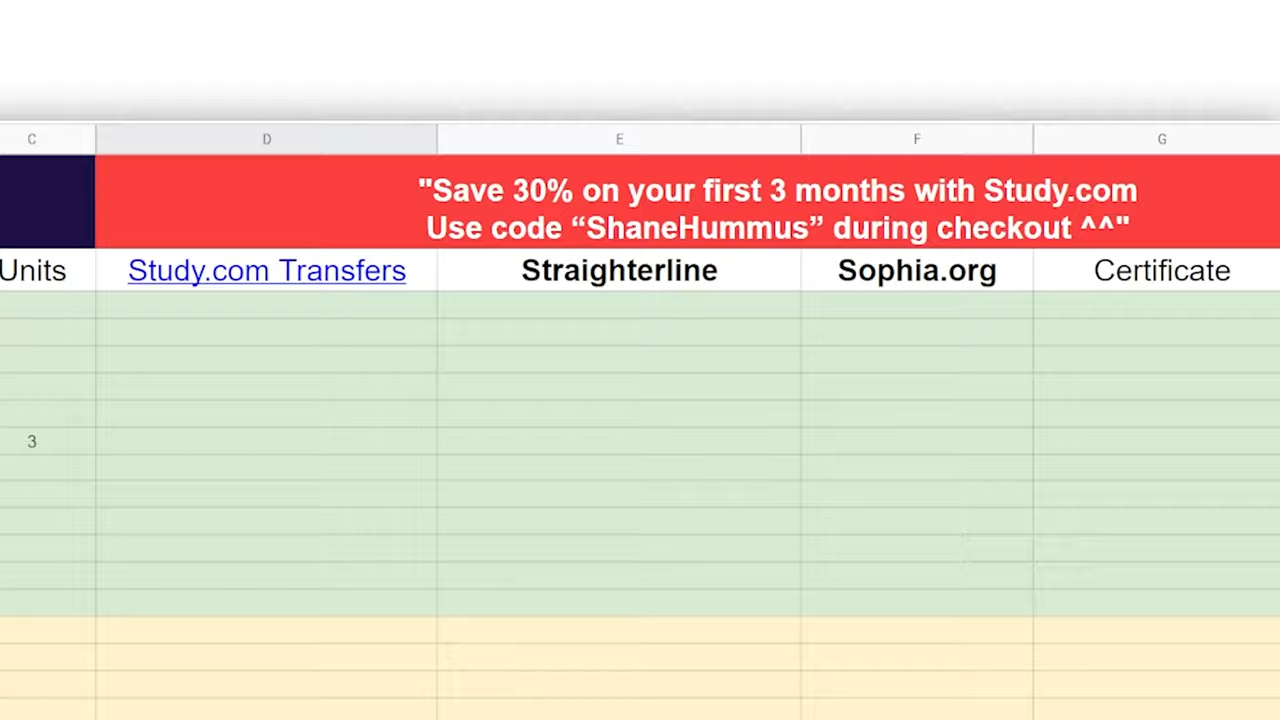 C D E F G
"Save 30% on your first 3 months with Study.com
Use code “ShaneHummus” during checkout ^^"
Units Study.com Transfers Straighterline Sophia.org Certificate
3